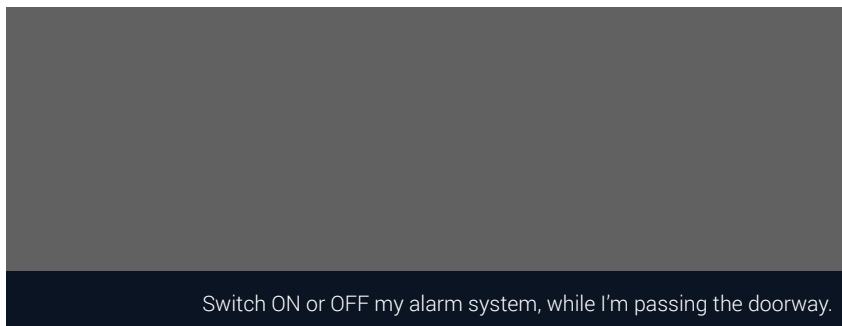 Switch ON or OFF my alarm system, while I’m passing the doorway.